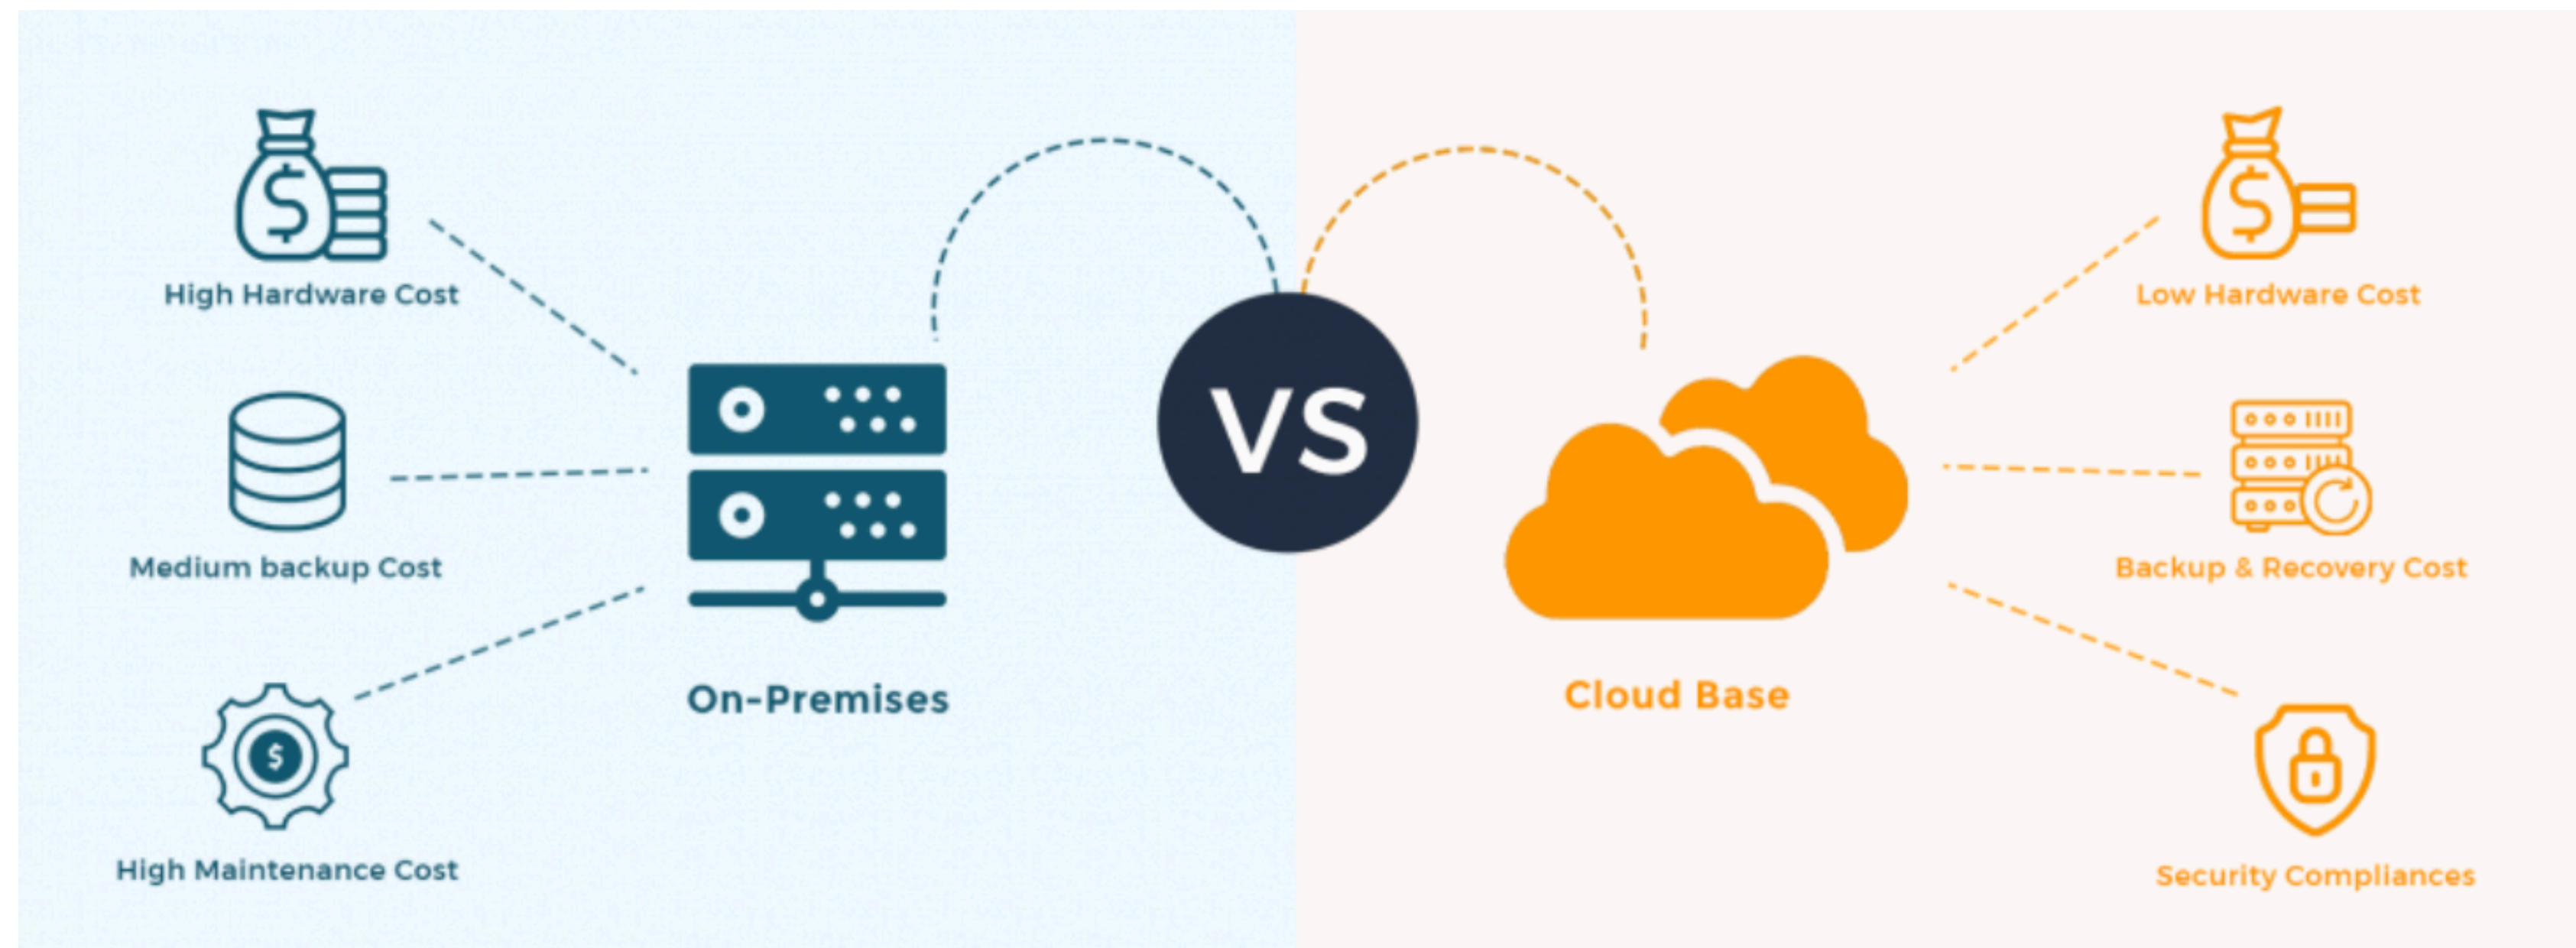 High Hardware Cost
Medium backup Cost
High Maintenance Cost
$
$
On-Premises
VS
Cloud Base
$
Low Hardware Cost
Backup & Recovery Cost
Security Compliances